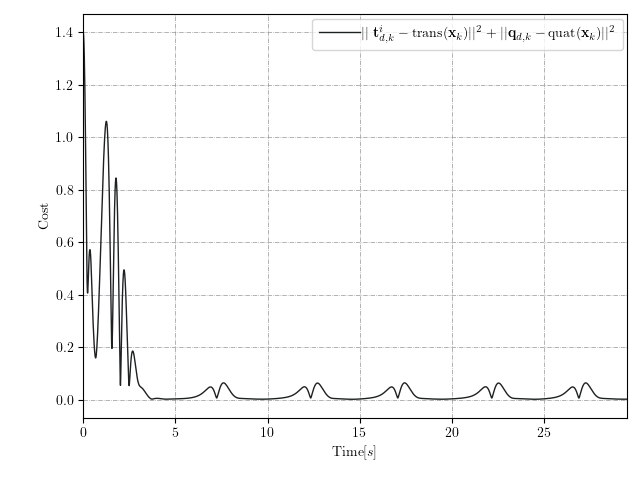 || t^i_{d,k} − trans(x_k)||^2 + ||q_{d,k} − quat(x_k)||^2
1.4
1.2
1.0
0.8
0.6
0.4
0.2
0.0
Cost
0 5 10 15 20 25
Time[s]